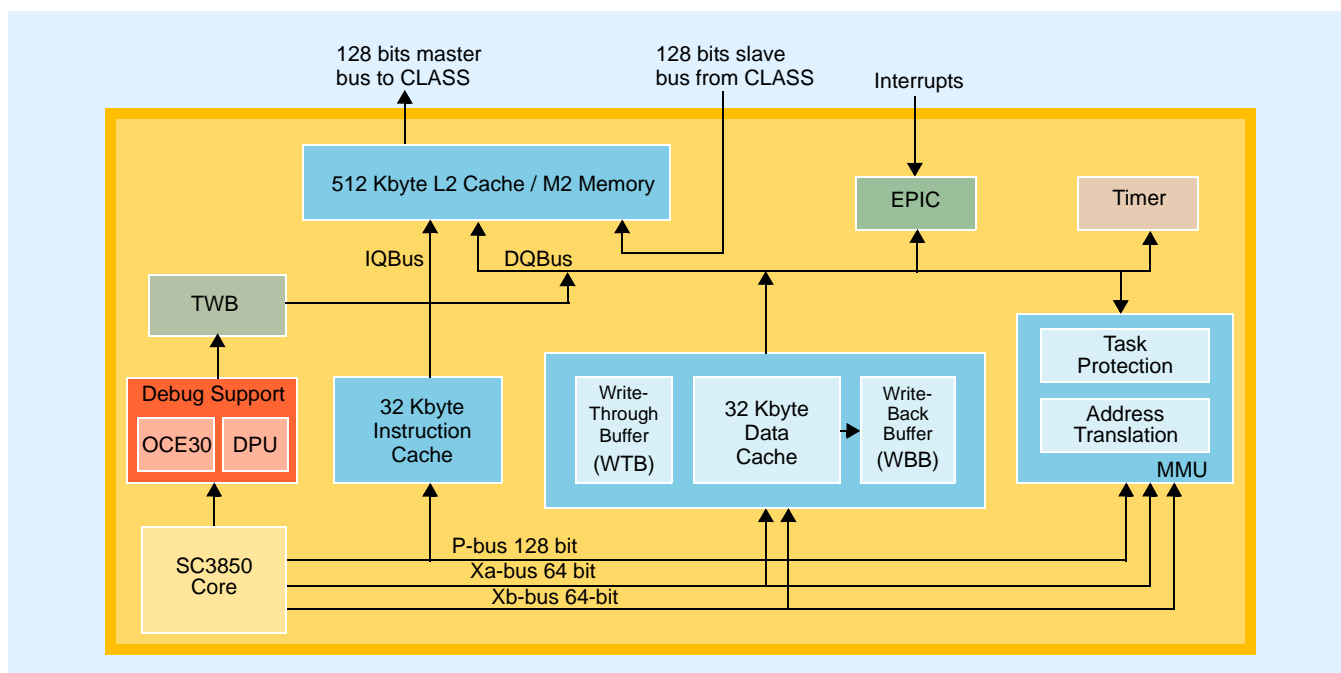 128 bits master
bus to CLASS
128 bits slave
bus from CLASS
Interrupts
512 Kbyte L2 Cache / M2 Memory
EPIC
Timer
IQBus
DQBus
TWB
Task
Protection
Address
Translation
MMU
Debug Support
OCE30
DPU
32 Kbyte
Instruction
Cache
Write-
Through
Buffer
(WTB)
32 Kbyte
Data
Cache
Write-
Back
Buffer
(WBB)
SC3850
Core
P-bus 128 bit
Xa-bus 64 bit
Xb-bus 64-bit